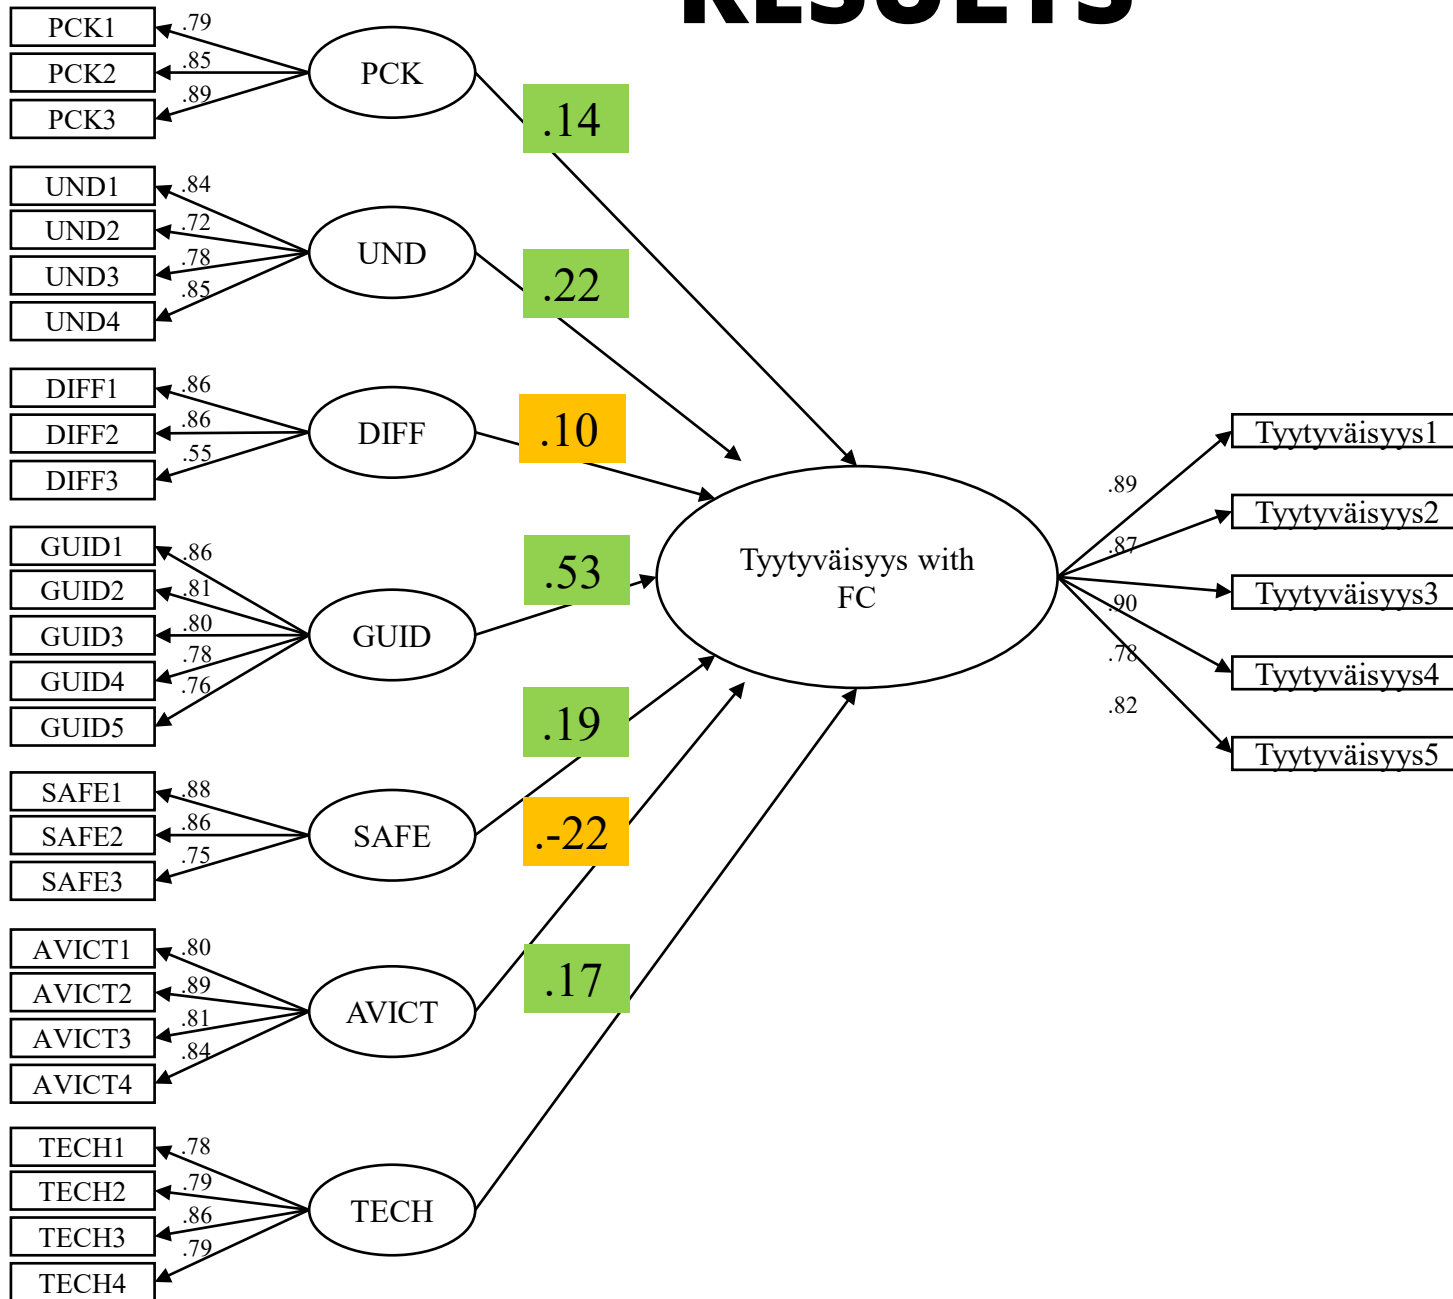 RESULTS
PCK1
PCK2
PCK3
.79
.85
.89
PCK
.14
UND1
UND2
UND3
UND4
.84
.72
.78
.85
UND
.22
DIFF1
DIFF2
DIFF3
.86
.86
.55
DIFF
.10
GUID1
GUID2
GUID3
GUID4
GUID5
.86
.81
.80
.78
.76
GUID
.53
SAFE1
SAFE2
SAFE3
.88
.86
.75
SAFE
.19
AVICT1
AVICT2
AVICT3
AVICT4
.80
.89
.81
.84
AVICT
.-22
TECH1
TECH2
TECH3
TECH4
.78
.79
.86
.79
TECH
.17
Tyytyväisyys with
FC
.89
.87
.90
.78
.82
Tyytyväisyys1
Tyytyväisyys2
Tyytyväisyys3
Tyytyväisyys4
Tyytyväisyys5